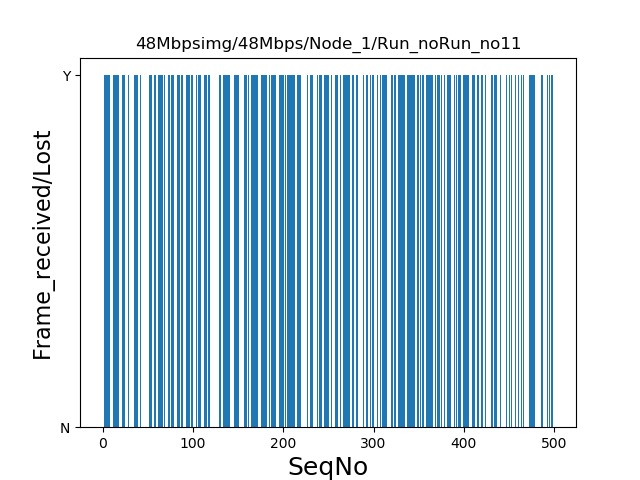 48Mbpsimg/48Mbps/Node_1/Run_noRun_no11
Y
Frame_received/Lost
N
0 100 200 300 400 500
SeqNo